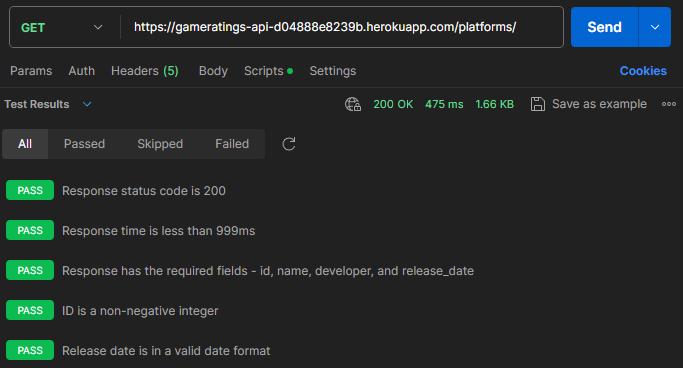 GET https://gameratings-api-d04888e8239b.herokuapp.com/platforms/ Send
Params Auth Headers (5) Body Scripts Settings Cookies
Test Results 200 OK 475 ms 1.66 KB Save as example
All Passed Skipped Failed
PASS Response status code is 200
PASS Response time is less than 999ms
PASS Response has the required fields - id, name, developer, and release_date
PASS ID is a non-negative integer
PASS Release date is in a valid date format